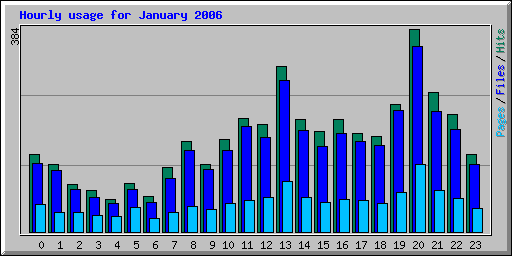 Hourly usage for January 2006
384
Pages/Files/Hits
0 1 2 3 4 5 6 7 8 9 10 11 12 13 14 15 16 17 18 19 20 21 22 23